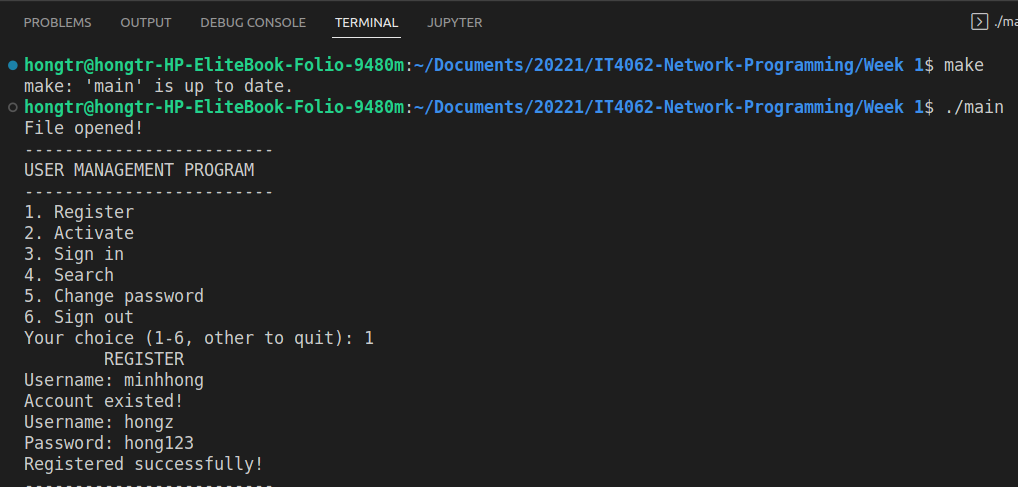 PROBLEMS OUTPUT DEBUG CONSOLE TERMINAL JUPYTER ./ma
hongtr@hongtr-HP-EliteBook-Folio-9480m:~/Documents/20221/IT4062-Network-Programming/Week 1$ make
make: 'main' is up to date.
hongtr@hongtr-HP-EliteBook-Folio-9480m:~/Documents/20221/IT4062-Network-Programming/Week 1$ ./main
File opened!
-------------------------
USER MANAGEMENT PROGRAM
-------------------------
1. Register
2. Activate
3. Sign in
4. Search
5. Change password
6. Sign out
Your choice (1-6, other to quit): 1
        REGISTER
Username: minhhong
Account existed!
Username: hongz
Password: hong123
Registered successfully!
-------------------------